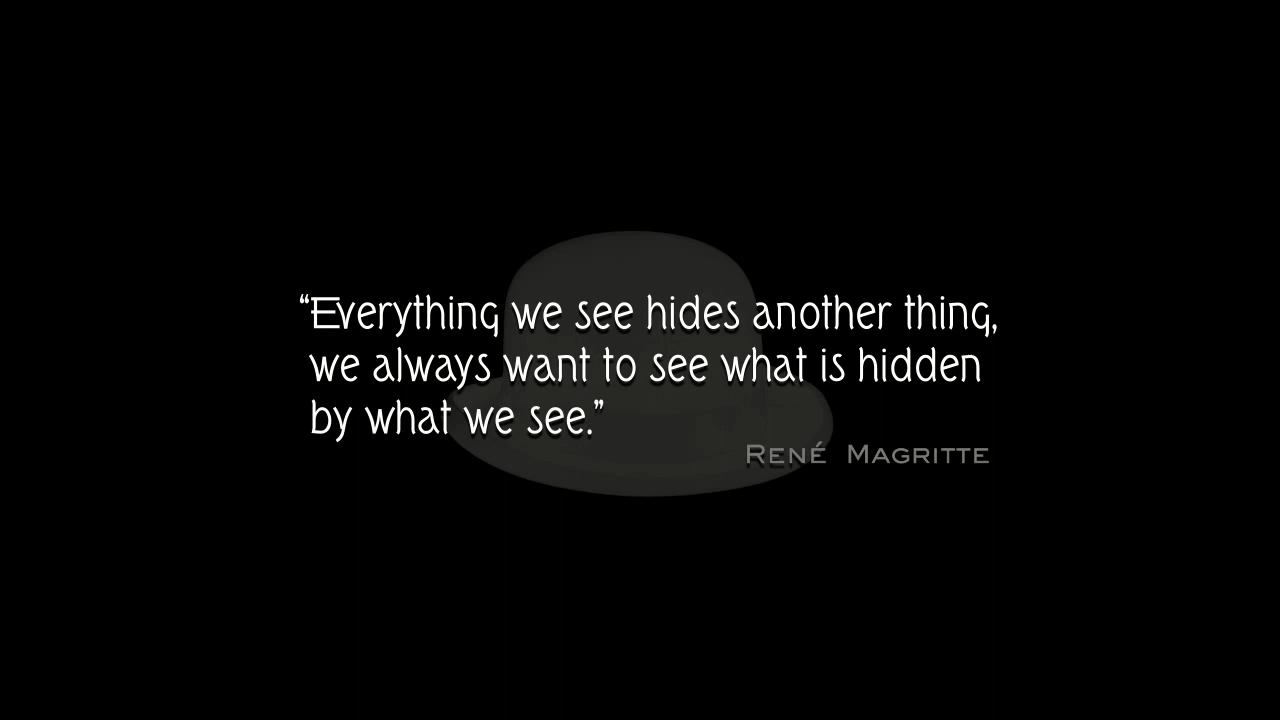 “Everything we see hides another thing,
we always want to see what is hidden
by what we see.”
René Magritte